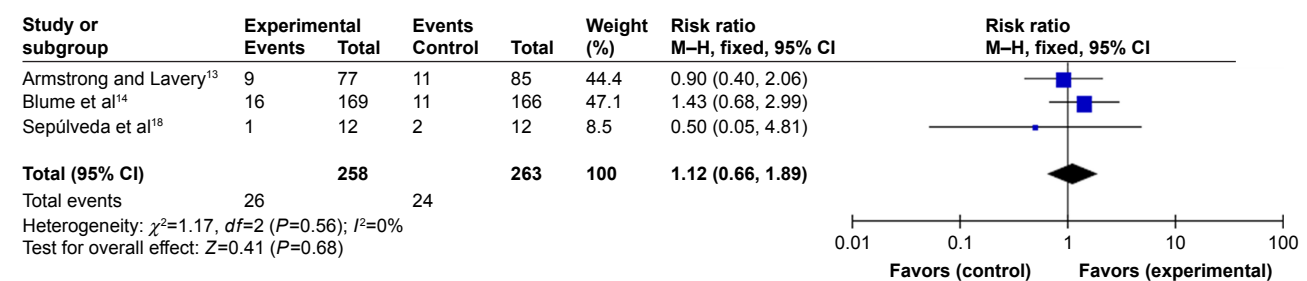 Study or Experimental Events Weight Risk ratio Risk ratio
subgroup Events Total Control Total (%) M–H, fixed, 95% CI M–H, fixed, 95% CI
Armstrong and Lavery¹³ 9 77 11 85 44.4 0.90 (0.40, 2.06)
Blume et al¹⁴ 16 169 11 166 47.1 1.43 (0.68, 2.99)
Sepúlveda et al¹⁸ 1 12 2 12 8.5 0.50 (0.05, 4.81)
Total (95% CI) 258 263 100 1.12 (0.66, 1.89)
Total events 26 24
Heterogeneity: χ²=1.17, df=2 (P=0.56); I²=0%
Test for overall effect: Z=0.41 (P=0.68)
0.01 0.1 1 10 100
Favors (control) Favors (experimental)